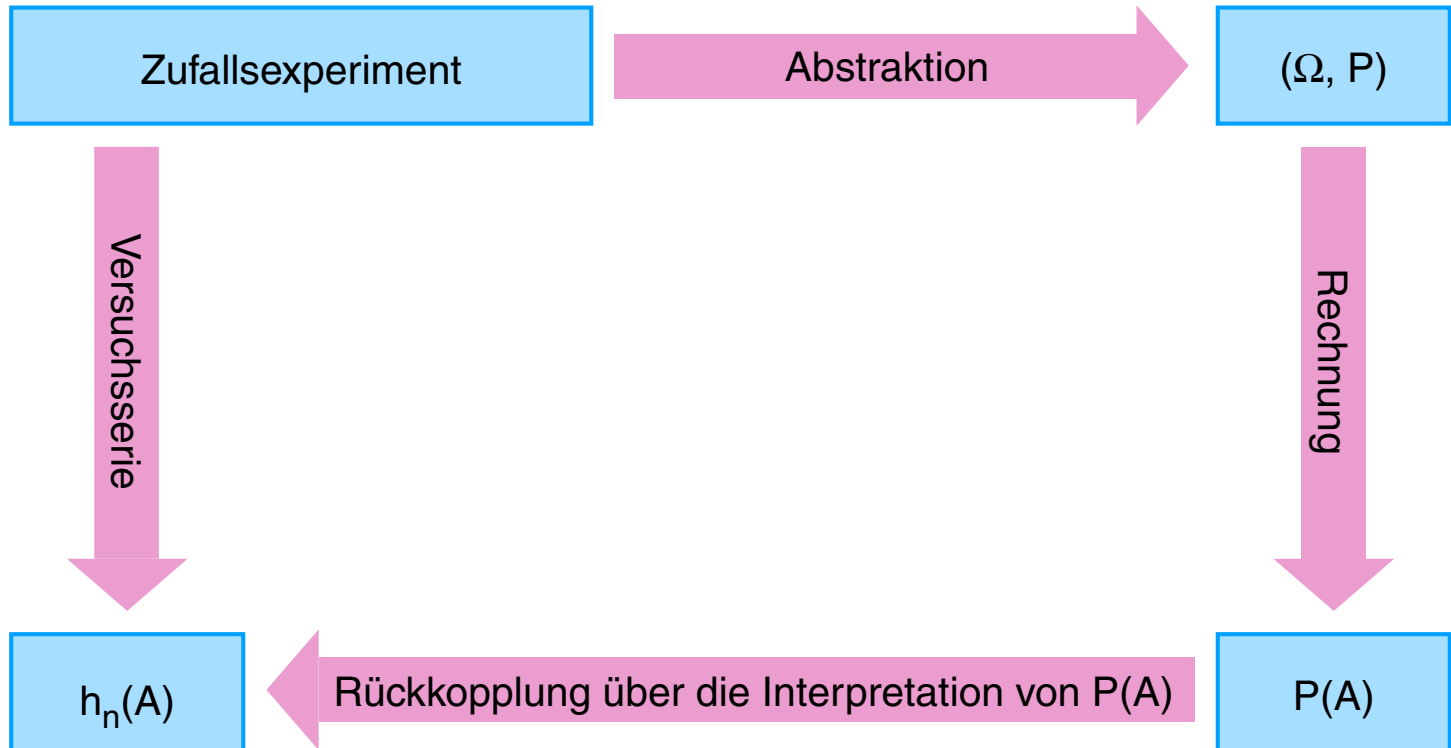 Zufallsexperiment
Abstraktion
(Ω, P)
Versuchsserie
Rechnung
hₙ(A)
Rückkopplung über die Interpretation von P(A)
P(A)